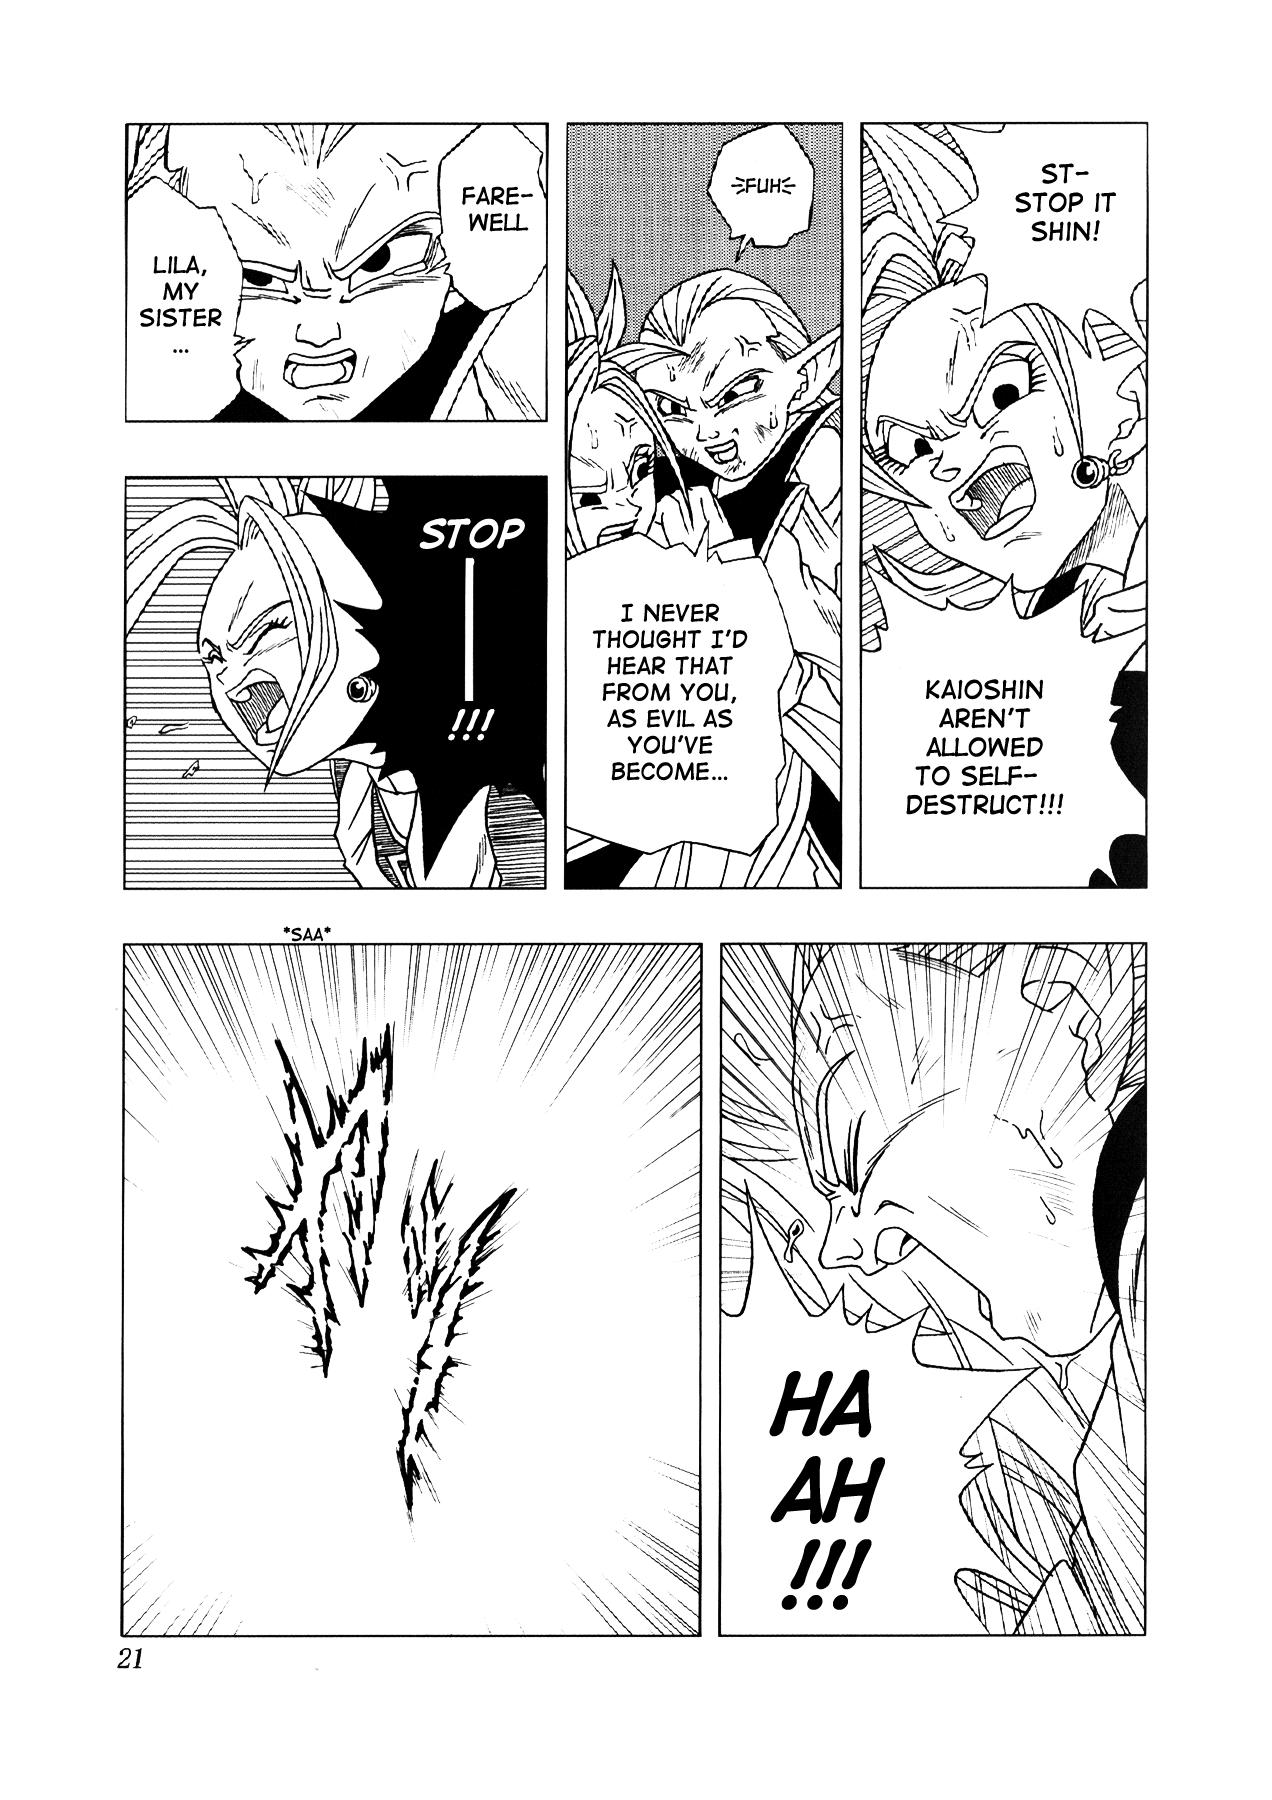 ST-
STOP IT
SHIN!
KAIOSHIN
AREN'T
ALLOWED
TO SELF-
DESTRUCT!!!
FUH
I NEVER
THOUGHT I'D
HEAR THAT
FROM YOU,
AS EVIL AS
YOU'VE
BECOME...
FARE-
WELL
LILA,
MY
SISTER
...
STOP
!!!
HA
AH
!!!
*SAA*
21